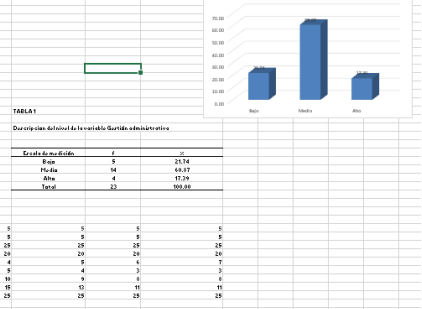 70.00
60.00
50.00
40.00
30.00
20.00
10.00
0.00
Bajo Medio Alto
TABLA 1
Descripcion del nivel de la variable Gestión administrativa
Escala de medición f %
Bajo 5 21.74
Medio 14 60.87
Alto 4 17.39
Total 23 100.00
5 5 5 5
5 5 5 5
25 25 25 25
20 20 20 20
4 5 6 7
5 4 3 3
10 9 8 8
15 13 11 11
25 25 25 25